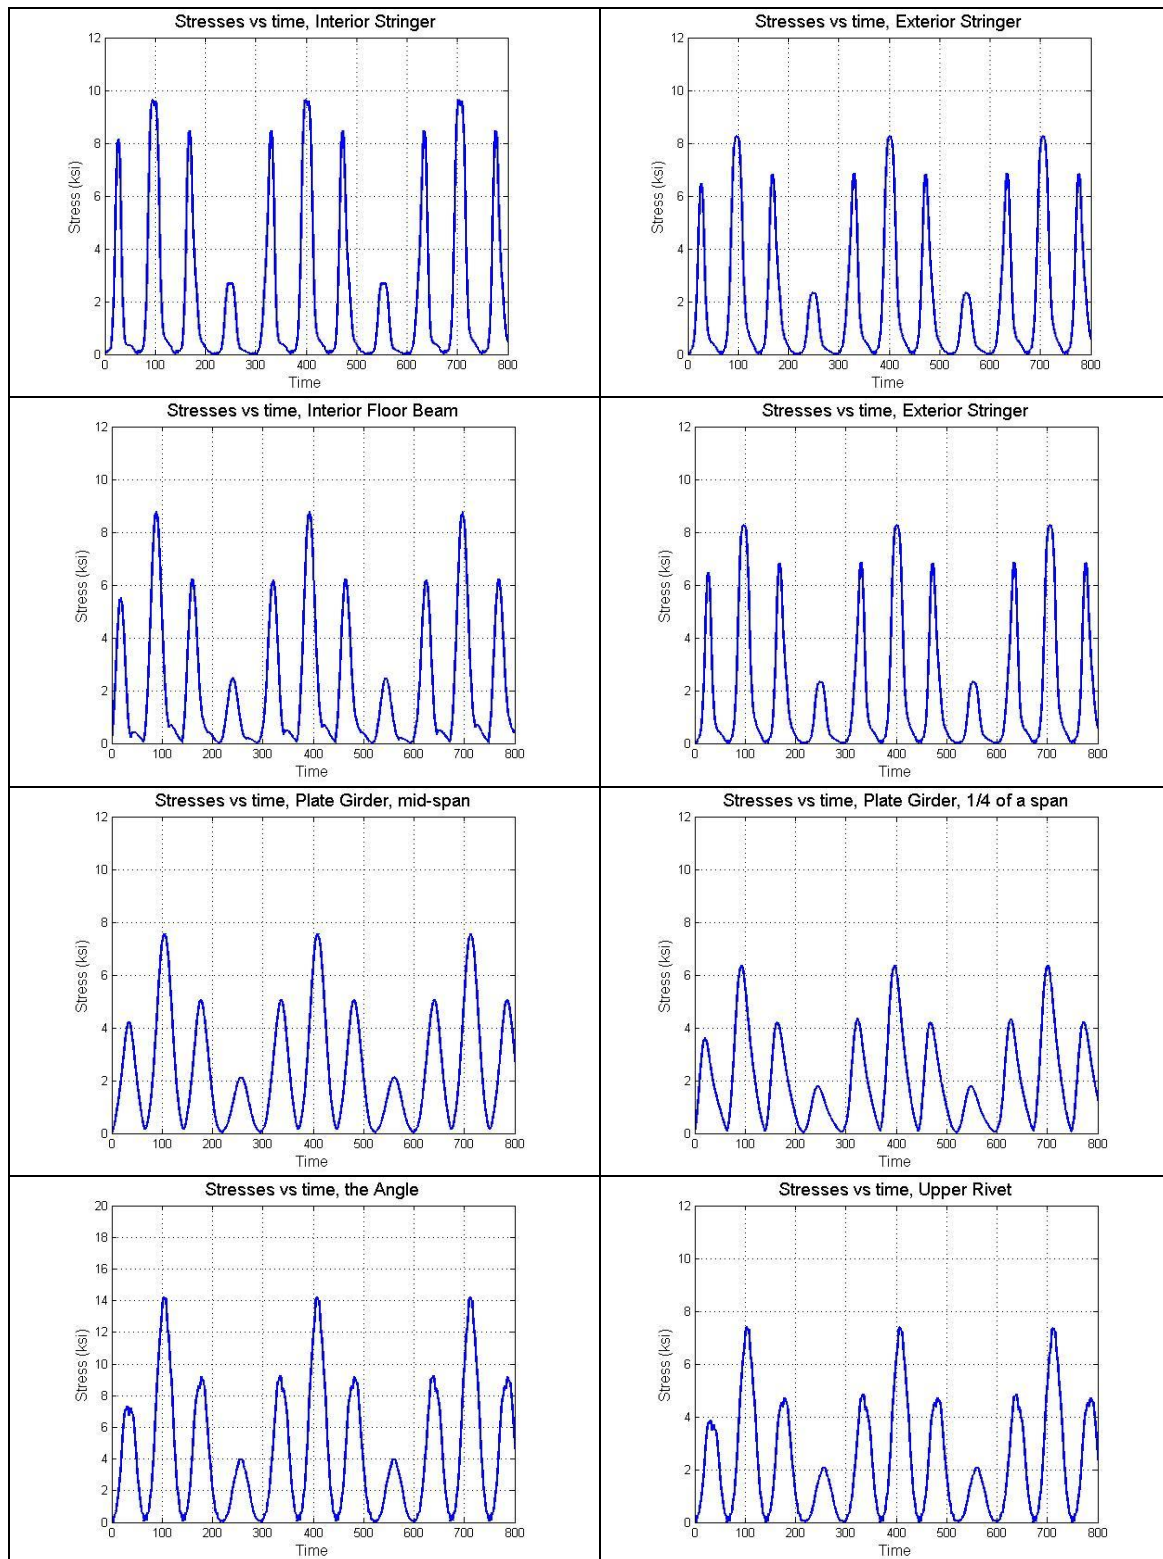 Stresses vs time, Interior Stringer
12
10
8
6
4
2
0
Stress (ksi)
0 100 200 300 400 500 600 700 800
Time
Stresses vs time, Exterior Stringer
12
10
8
6
4
2
0
Stress (ksi)
0 100 200 300 400 500 600 700 800
Time
Stresses vs time, Interior Floor Beam
12
10
8
6
4
2
0
Stress (ksi)
0 100 200 300 400 500 600 700 800
Time
Stresses vs time, Exterior Stringer
12
10
8
6
4
2
0
Stress (ksi)
0 100 200 300 400 500 600 700 800
Time
Stresses vs time, Plate Girder, mid-span
12
10
8
6
4
2
0
Stress (ksi)
0 100 200 300 400 500 600 700 800
Time
Stresses vs time, Plate Girder, 1/4 of a span
12
10
8
6
4
2
0
Stress (ksi)
0 100 200 300 400 500 600 700 800
Time
Stresses vs time, the Angle
20
18
16
14
12
10
8
6
4
2
0
Stress (ksi)
0 100 200 300 400 500 600 700 800
Time
Stresses vs time, Upper Rivet
12
10
8
6
4
2
0
Stress (ksi)
0 100 200 300 400 500 600 700 800
Time